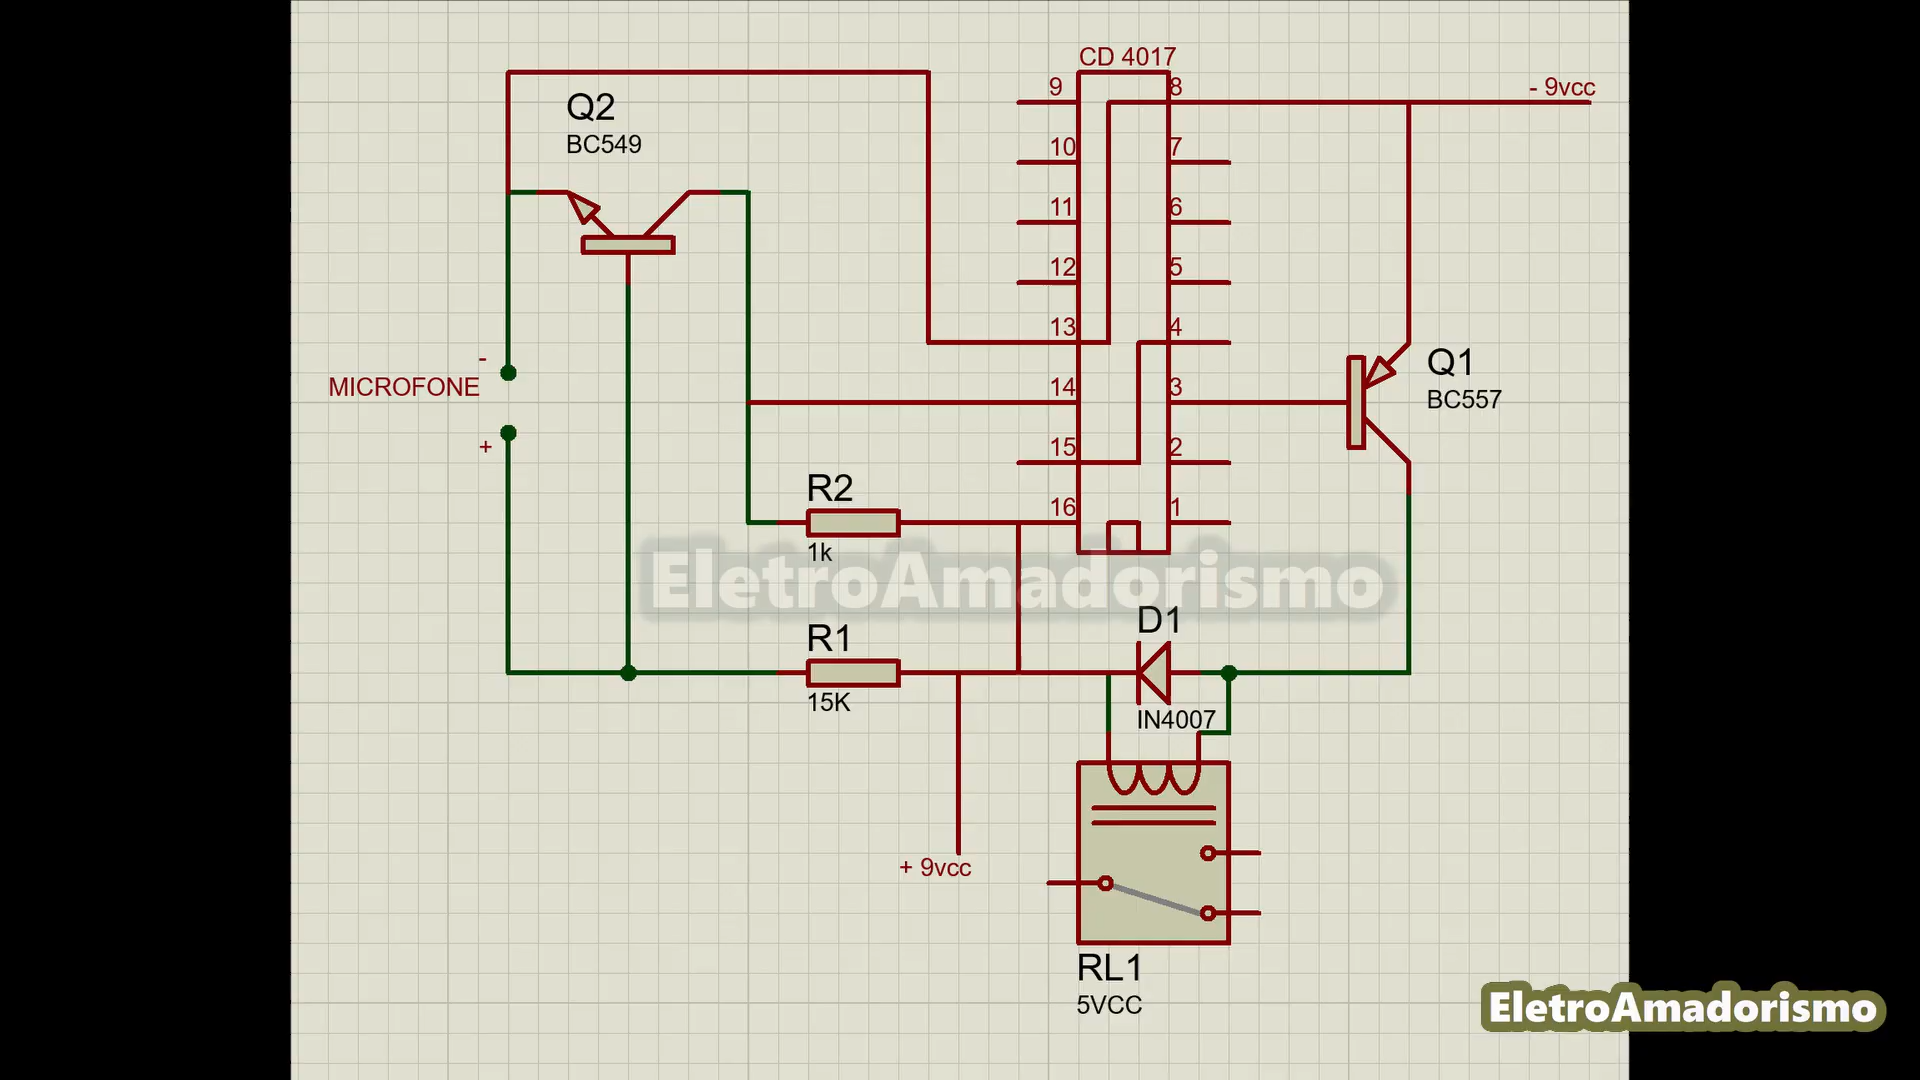 CD 4017
9
8
- 9vcc
Q2
BC549
10
7
11
6
12
5
13
4
-
MICROFONE
+
14
3
Q1
BC557
15
2
R2
1k
16
1
EletroAmadorismo
R1
15K
D1
IN4007
+ 9vcc
RL1
5VCC
EletroAmadorismo